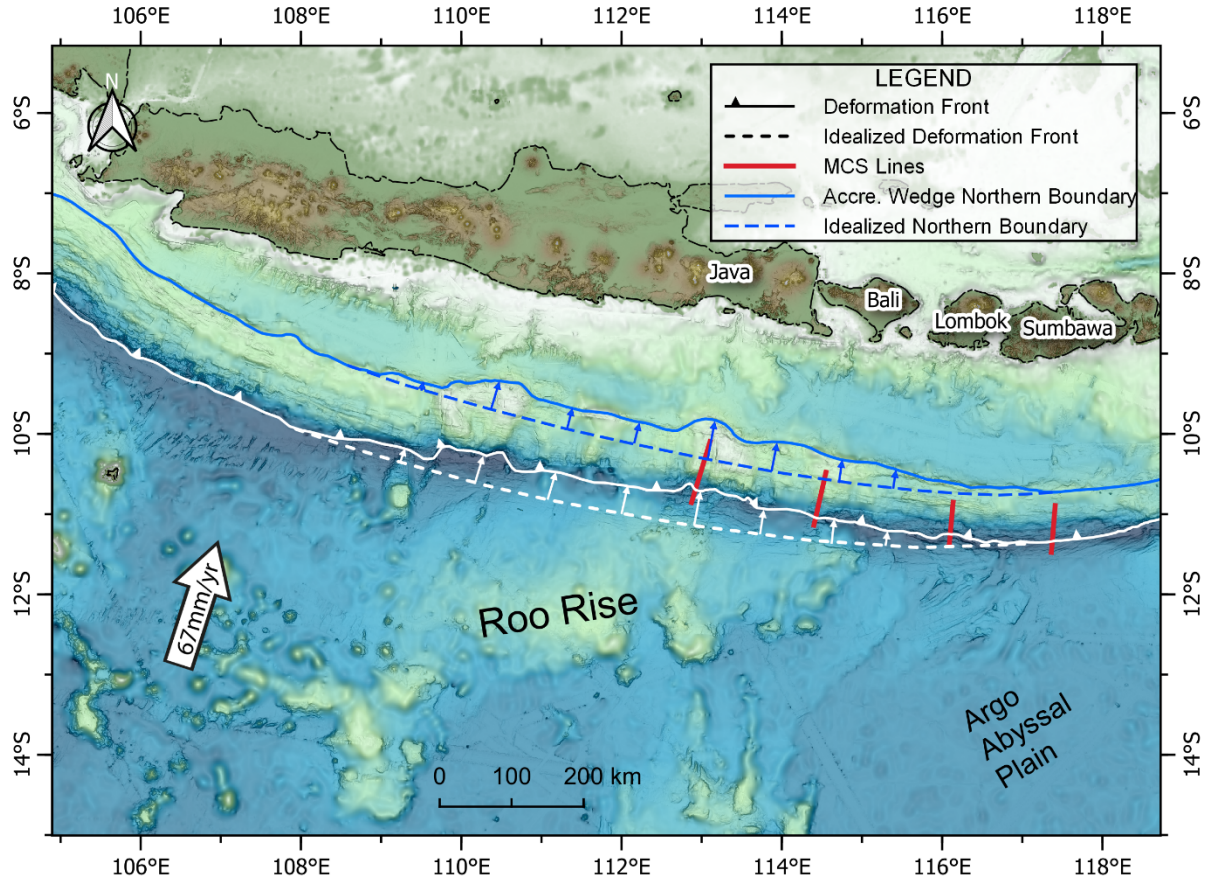 106°E 108°E 110°E 112°E 114°E 116°E 118°E
N
LEGEND
Deformation Front
Idealized Deformation Front
MCS Lines
Accre. Wedge Northern Boundary
Idealized Northern Boundary
6°S 6°S
8°S 8°S
10°S 10°S
12°S 12°S
14°S 14°S
Java
Bali
Lombok
Sumbawa
67mm/yr
Roo Rise
Argo
Abyssal
Plain
0 100 200 km
106°E 108°E 110°E 112°E 114°E 116°E 118°E